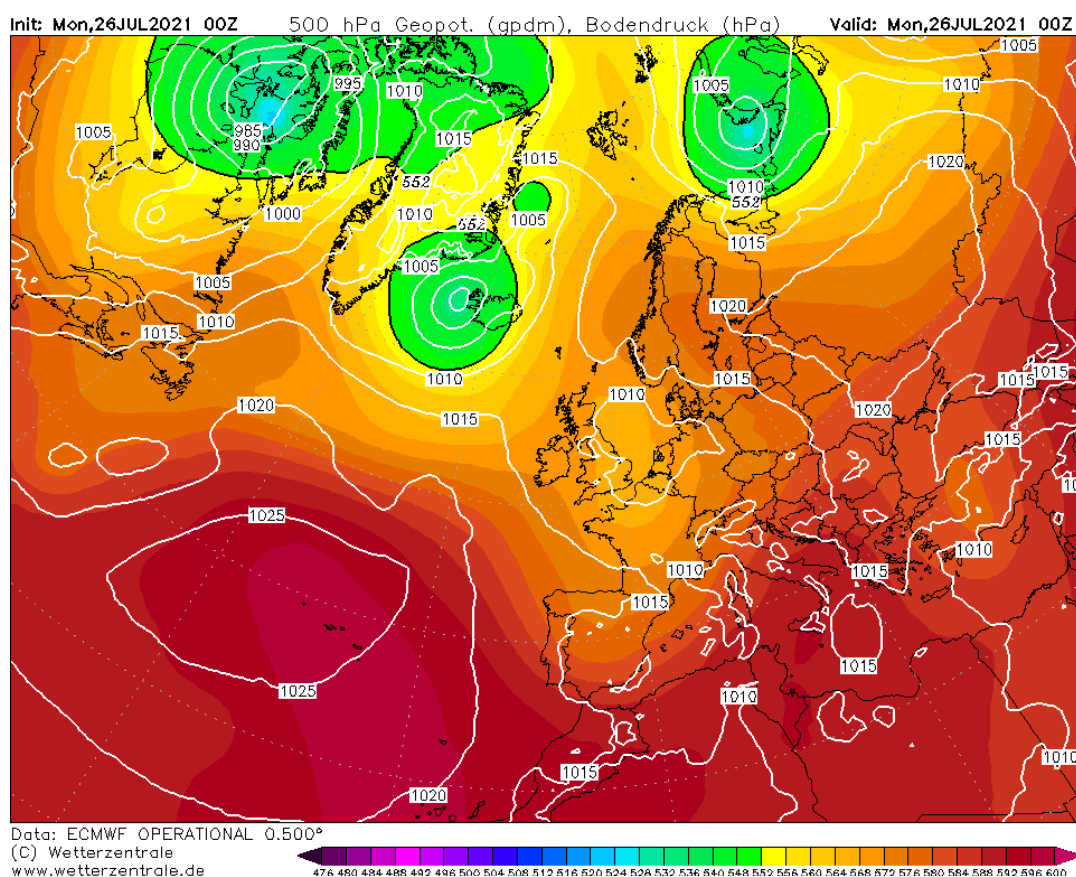 Init: Mon,26JUL2021 00Z 500 hPa Geopot. (gpdm), Bodendruck (hPa) Valid: Mon,26JUL2021 00Z
1005
1005 995 1010 1005 1010
985 1015
990
1005 1015 1020
552 1010
1000 1010 552
552 1005 1015
1005 1005
1010 1020
1015
1010 1015 1015 1015
1020 1010 1020
1015 1015
1025
1010 1010 1015
1015
1015
1025 1010
1015 1010
1020
Data: ECMWF OPERATIONAL 0.500°
(C) Wetterzentrale
www.wetterzentrale.de
476 480 484 488 492 496 500 504 508 512 516 520 524 528 532 536 540 544 548 552 556 560 564 568 572 576 580 584 588 592 596 600